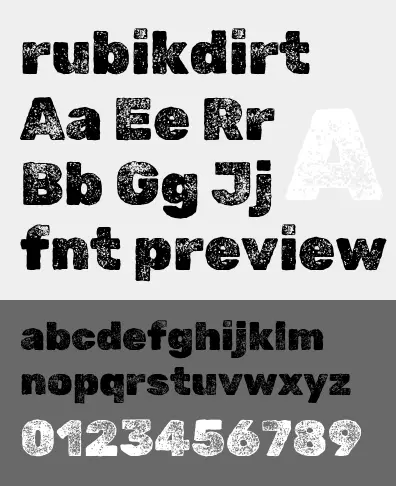 rubikdirt
Aa Ee Rr
A
Bb Gg Jj
fnt preview
abcdefghijklm
nopqrstuvwxyz
0123456789